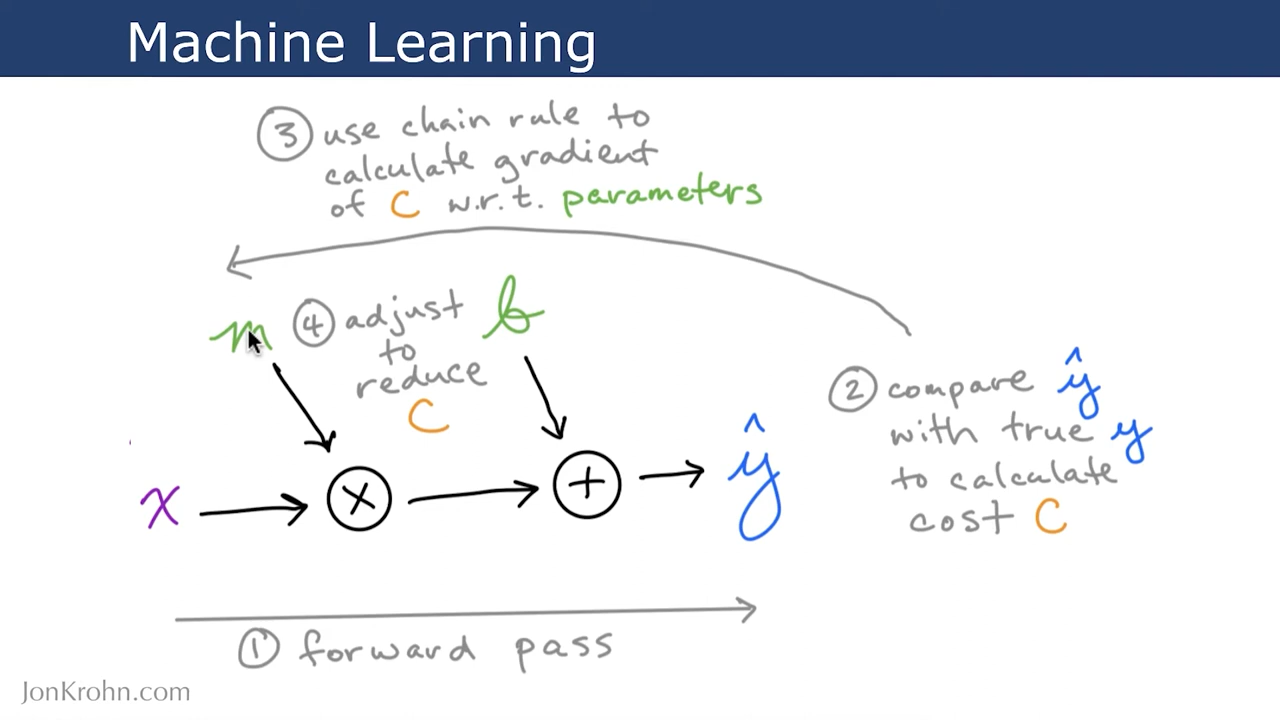 Machine Learning
③ use chain rule to
calculate gradient
of C w.r.t. parameters
m
④ adjust
to
reduce
C
b
② compare ŷ
with true y
to calculate
cost C
x
×
+
ŷ
① forward pass
JonKrohn.com